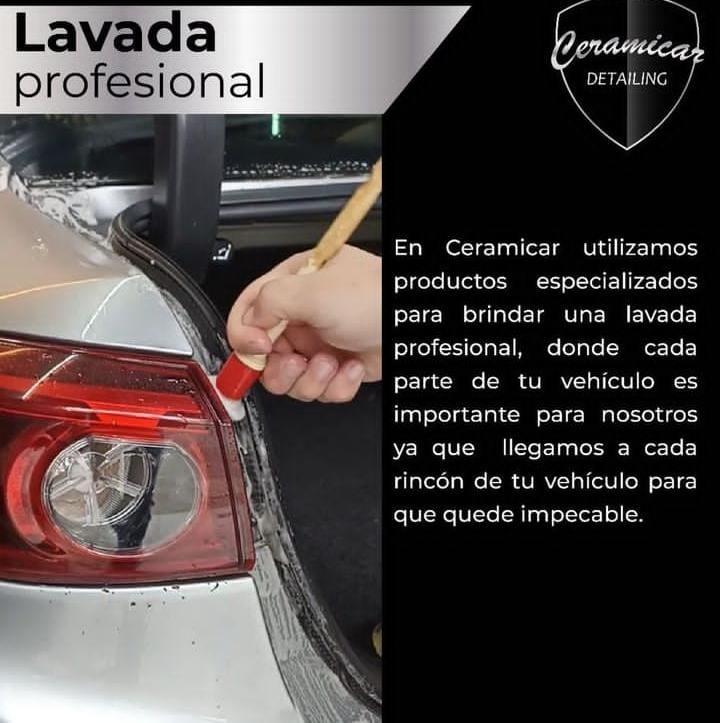 Lavada
profesional
Ceramicar
DETAILING
En Ceramicar utilizamos
productos especializados
para brindar una lavada
profesional, donde cada
parte de tu vehículo es
importante para nosotros
ya que llegamos a cada
rincón de tu vehículo para
que quede impecable.